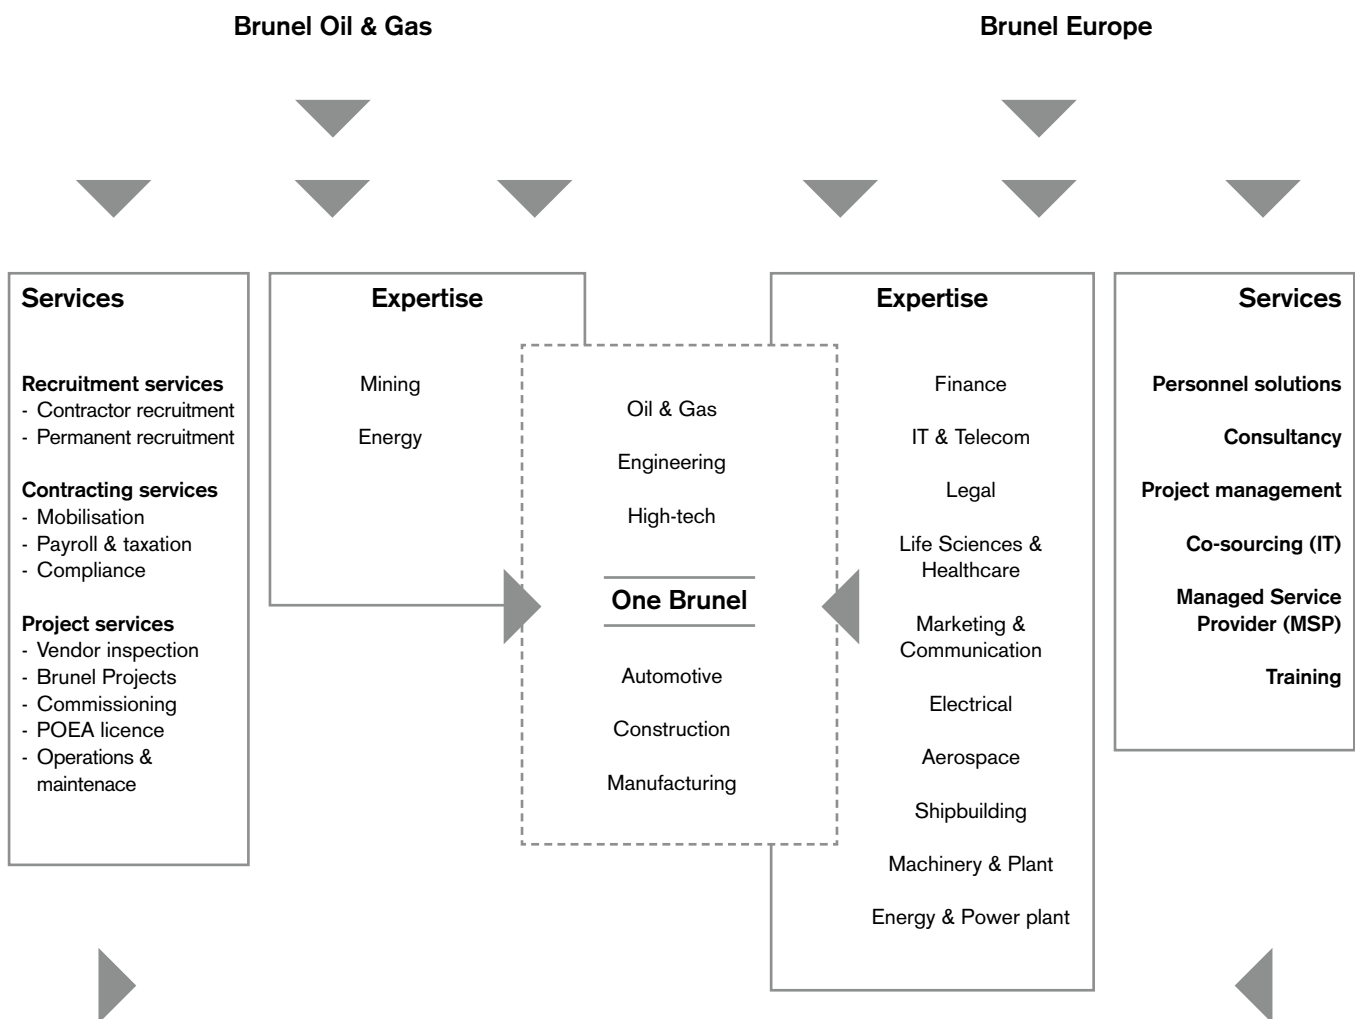 Brunel Oil & Gas
Brunel Europe
Services
Recruitment services
- Contractor recruitment
- Permanent recruitment
Contracting services
- Mobilisation
- Payroll & taxation
- Compliance
Project services
- Vendor inspection
- Brunel Projects
- Commissioning
- POEA licence
- Operations &
maintenace
Expertise
Mining
Energy
Oil & Gas
Engineering
High-tech
One Brunel
Automotive
Construction
Manufacturing
Expertise
Finance
IT & Telecom
Legal
Life Sciences &
Healthcare
Marketing &
Communication
Electrical
Aerospace
Shipbuilding
Machinery & Plant
Energy & Power plant
Services
Personnel solutions
Consultancy
Project management
Co-sourcing (IT)
Managed Service
Provider (MSP)
Training